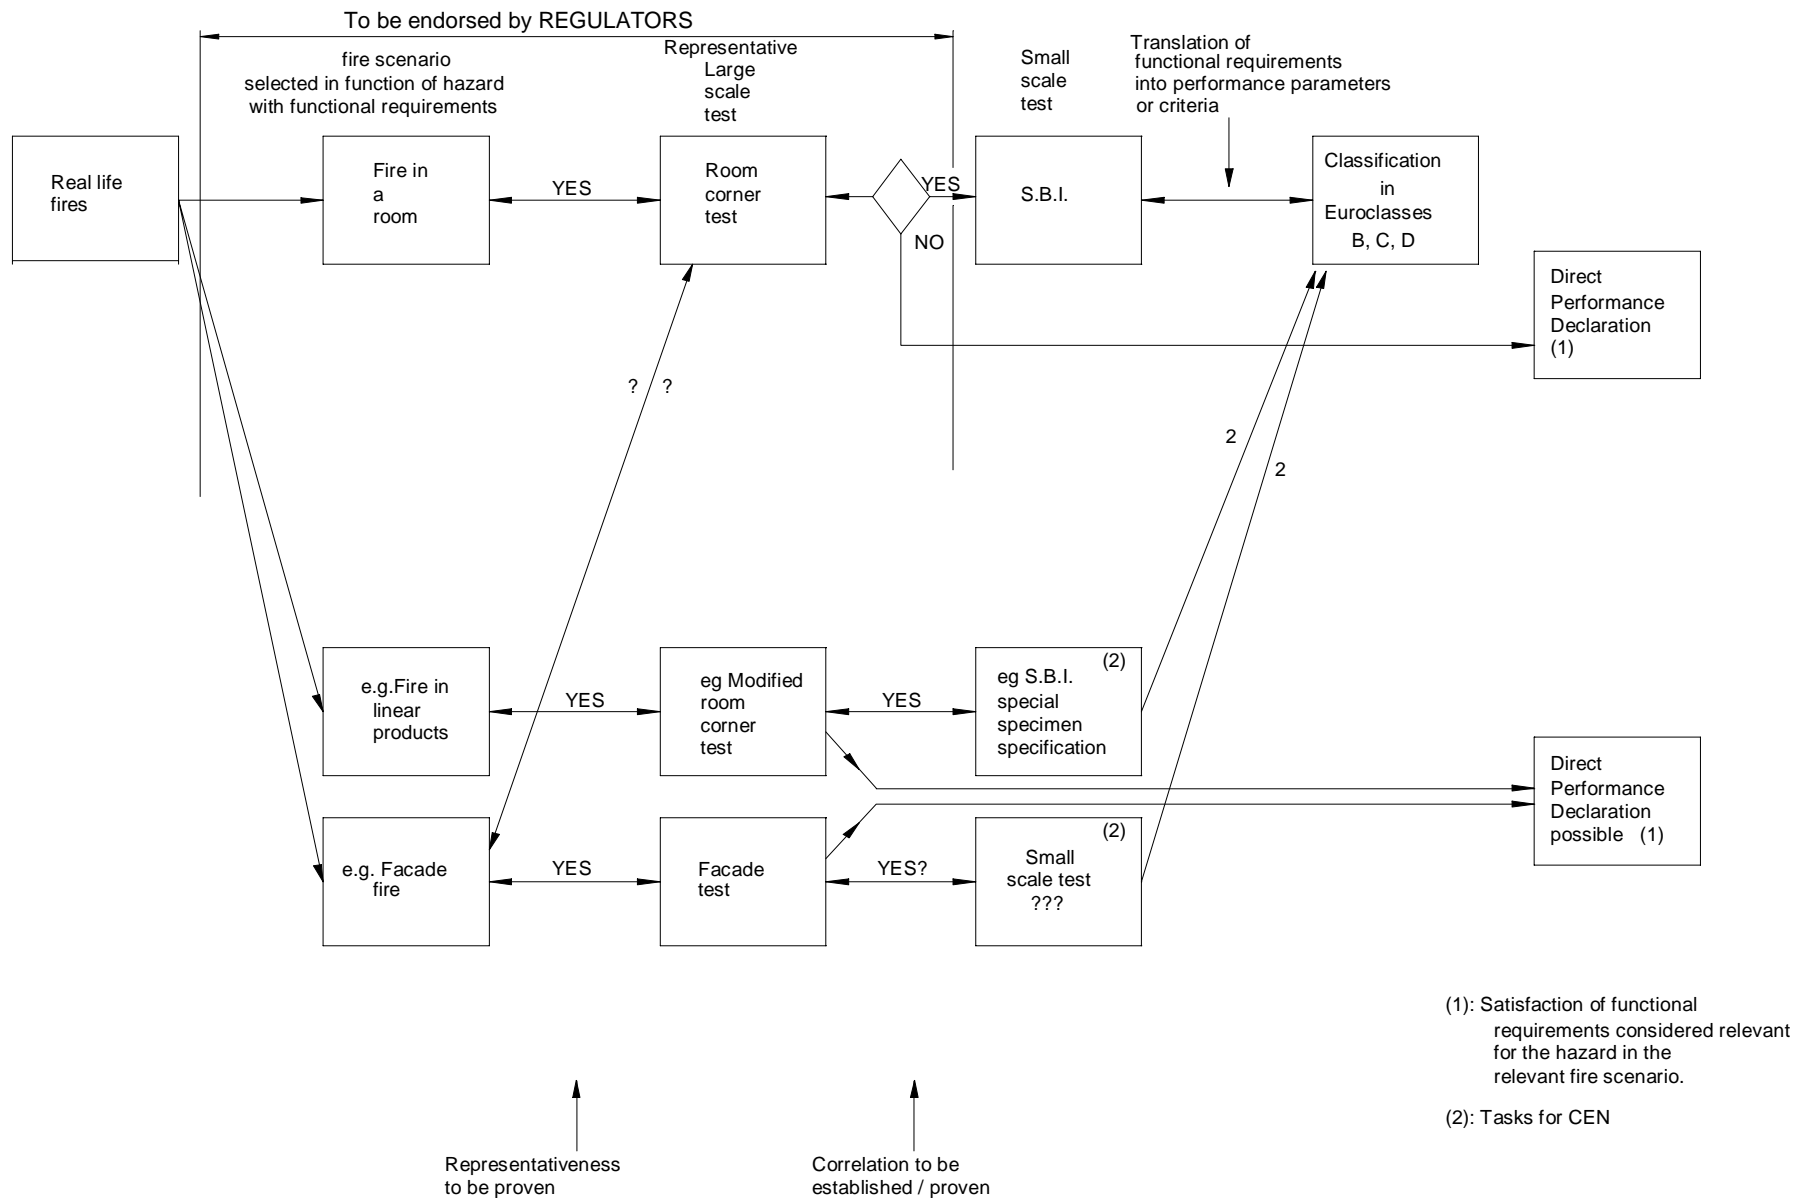 To be endorsed by REGULATORS
fire scenario
selected in function of hazard
with functional requirements
Representative
Large
scale
test
Small
scale
test
Translation of
functional requirements
into performance parameters
or criteria
Real life
fires
Fire in
a
room
YES
Room
corner
test
YES
NO
S.B.I.
Classification
in
Euroclasses
B, C, D
Direct
Performance
Declaration
(1)
? ?
2
2
e.g.Fire in
linear
products
YES
eg Modified
room
corner
test
YES
(2)
eg S.B.I.
special
specimen
specification
Direct
Performance
Declaration
possible (1)
e.g. Facade
fire
YES
Facade
test
YES?
(2)
Small
scale test
???
(1): Satisfaction of functional
requirements considered relevant
for the hazard in the
relevant fire scenario.
(2): Tasks for CEN
Representativeness
to be proven
Correlation to be
established / proven